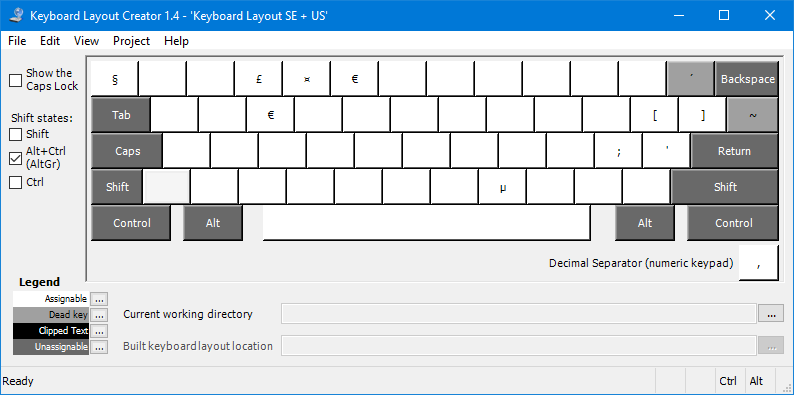 Keyboard Layout Creator 1.4 - 'Keyboard Layout SE + US'
File Edit View Project Help
Show the
Caps Lock
§ £ ¤ € ´ Backspace
Shift states:
Shift
Alt+Ctrl
(AltGr)
Ctrl
Tab € [ ] ~
Caps ; ' Return
Shift µ Shift
Control Alt Alt Control
Decimal Separator (numeric keypad) ,
Legend
Assignable ...
Dead key ...
Clipped Text ...
Unassignable ...
Current working directory ...
Built keyboard layout location ...
Ready Ctrl Alt